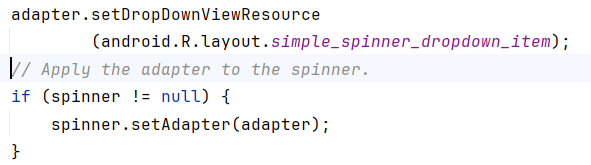 adapter.setDropDownViewResource
        (android.R.layout.simple_spinner_dropdown_item);
// Apply the adapter to the spinner.
if (spinner != null) {
    spinner.setAdapter(adapter);
}